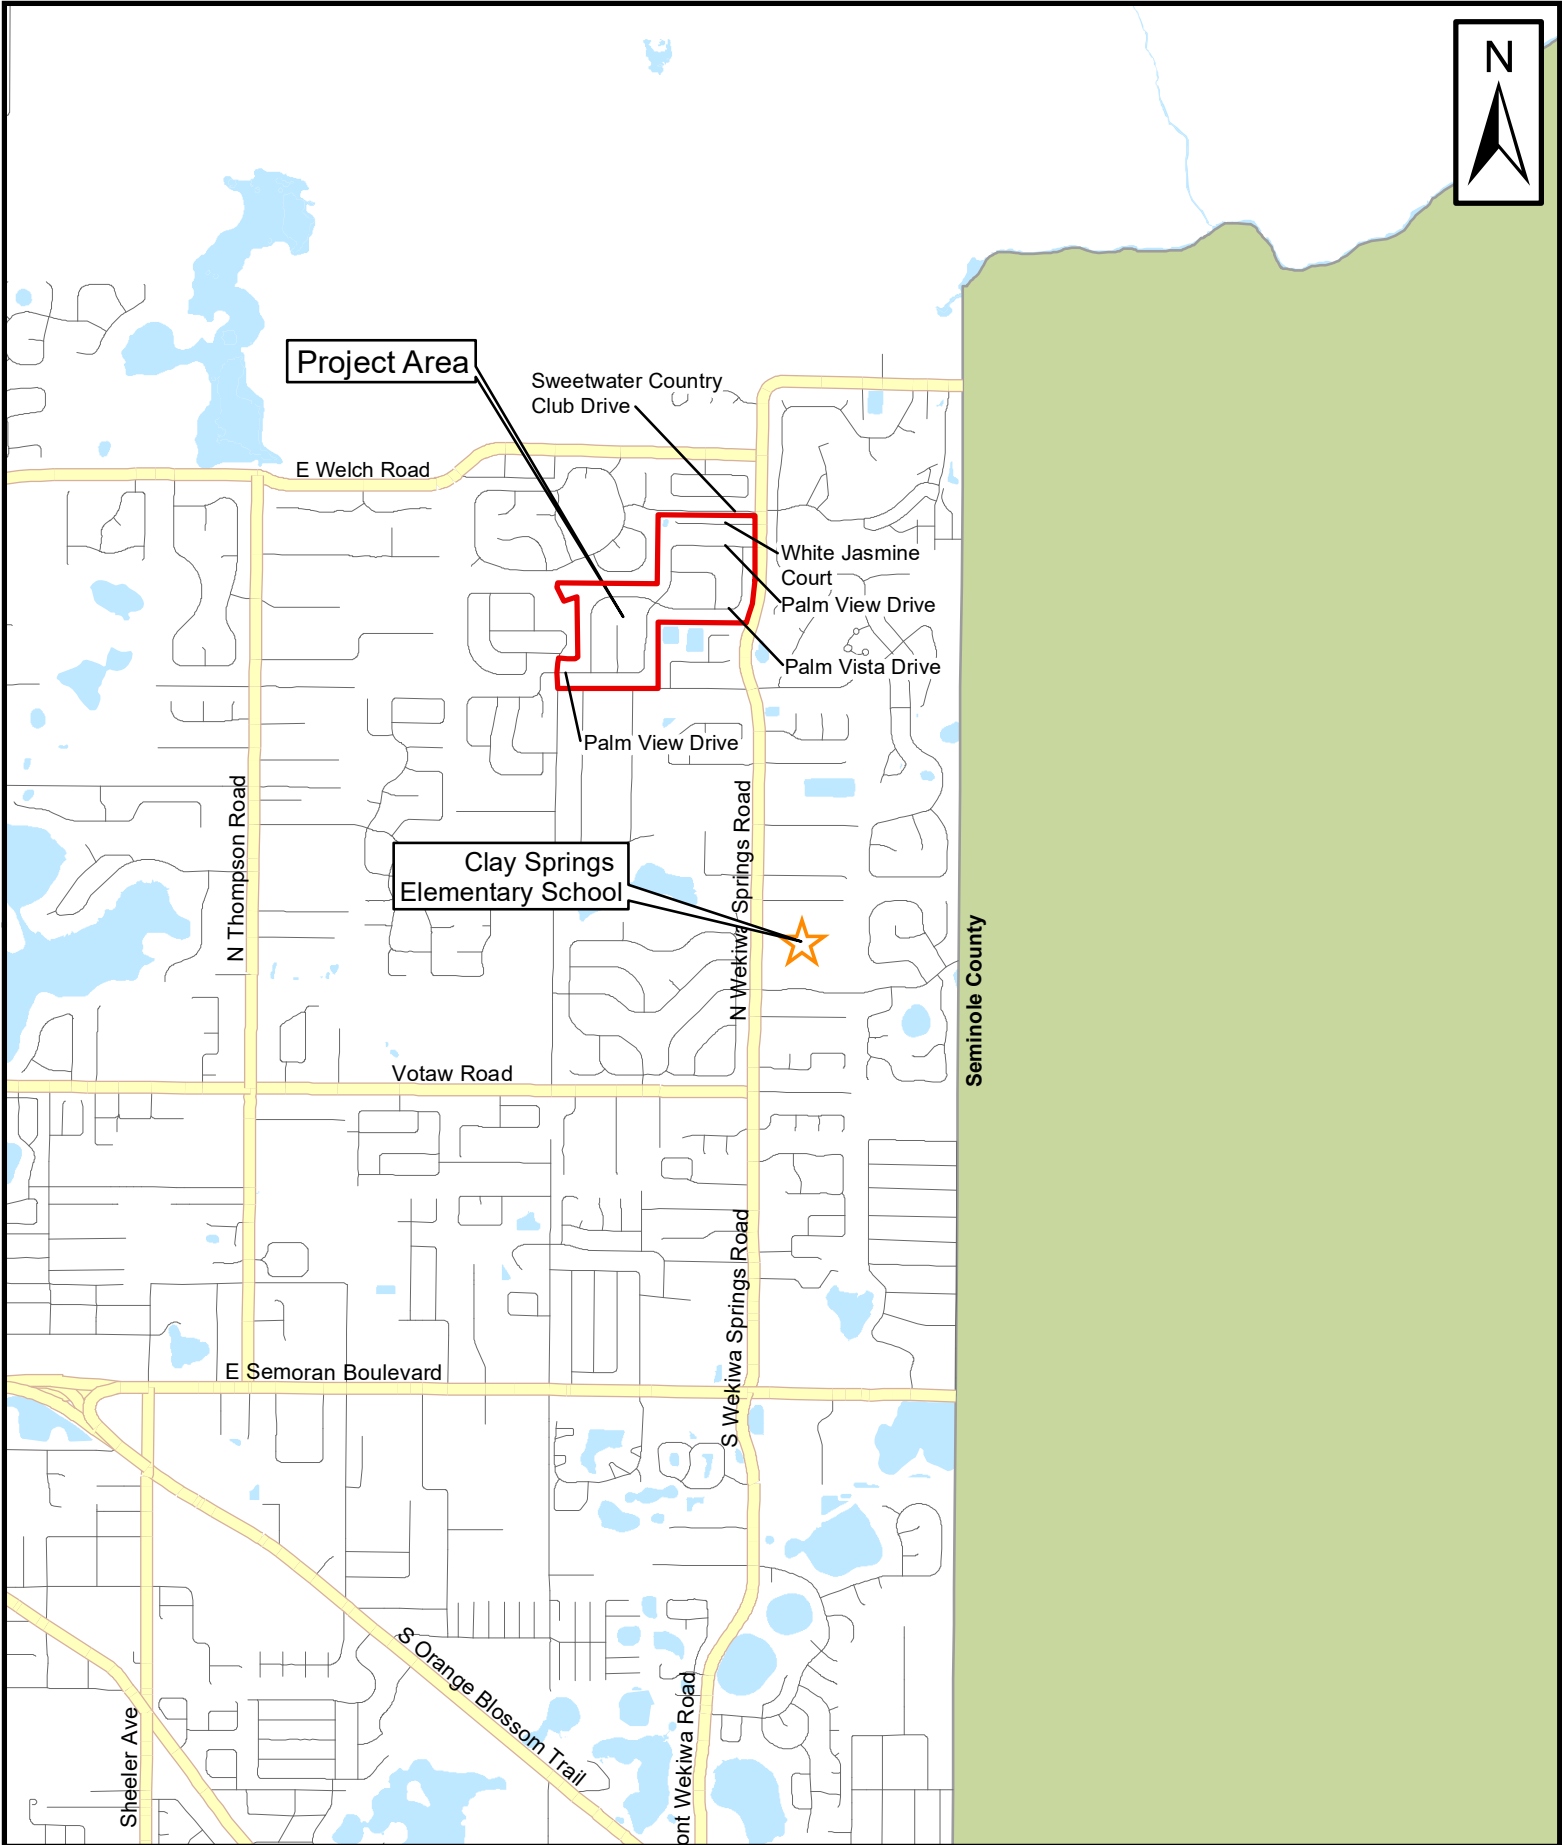 N
Project Area
Sweetwater Country
Club Drive
E Welch Road
White Jasmine
Court
Palm View Drive
Palm Vista Drive
Palm View Drive
N Thompson Road
N Wekiwa Springs Road
Clay Springs
Elementary School
Seminole County
Votaw Road
S Wekiwa Springs Road
E Semoran Boulevard
S Orange Blossom Trail
Sheeler Ave
ont Wekiwa Road